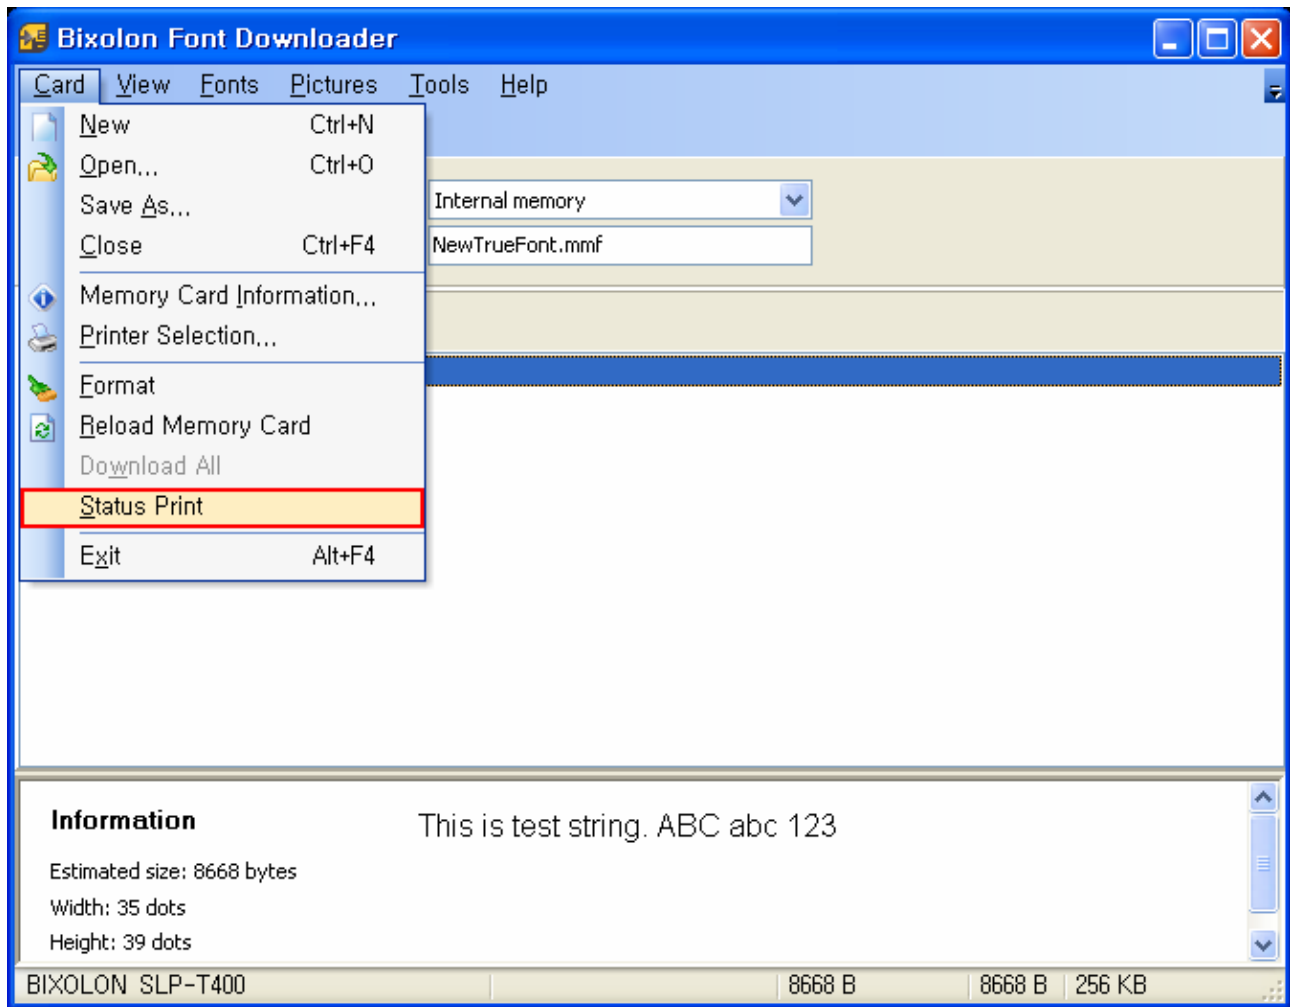 Bixolon Font Downloader
Card View Fonts Pictures Tools Help
New Ctrl+N
Open... Ctrl+O
Save As...
Close Ctrl+F4
Memory Card Information...
Printer Selection...
Format
Reload Memory Card
Download All
Status Print
Exit Alt+F4
Internal memory
NewTrueFont.mmf
Information
This is test string. ABC abc 123
Estimated size: 8668 bytes
Width: 35 dots
Height: 39 dots
BIXOLON SLP-T400 8668 B 8668 B 256 KB